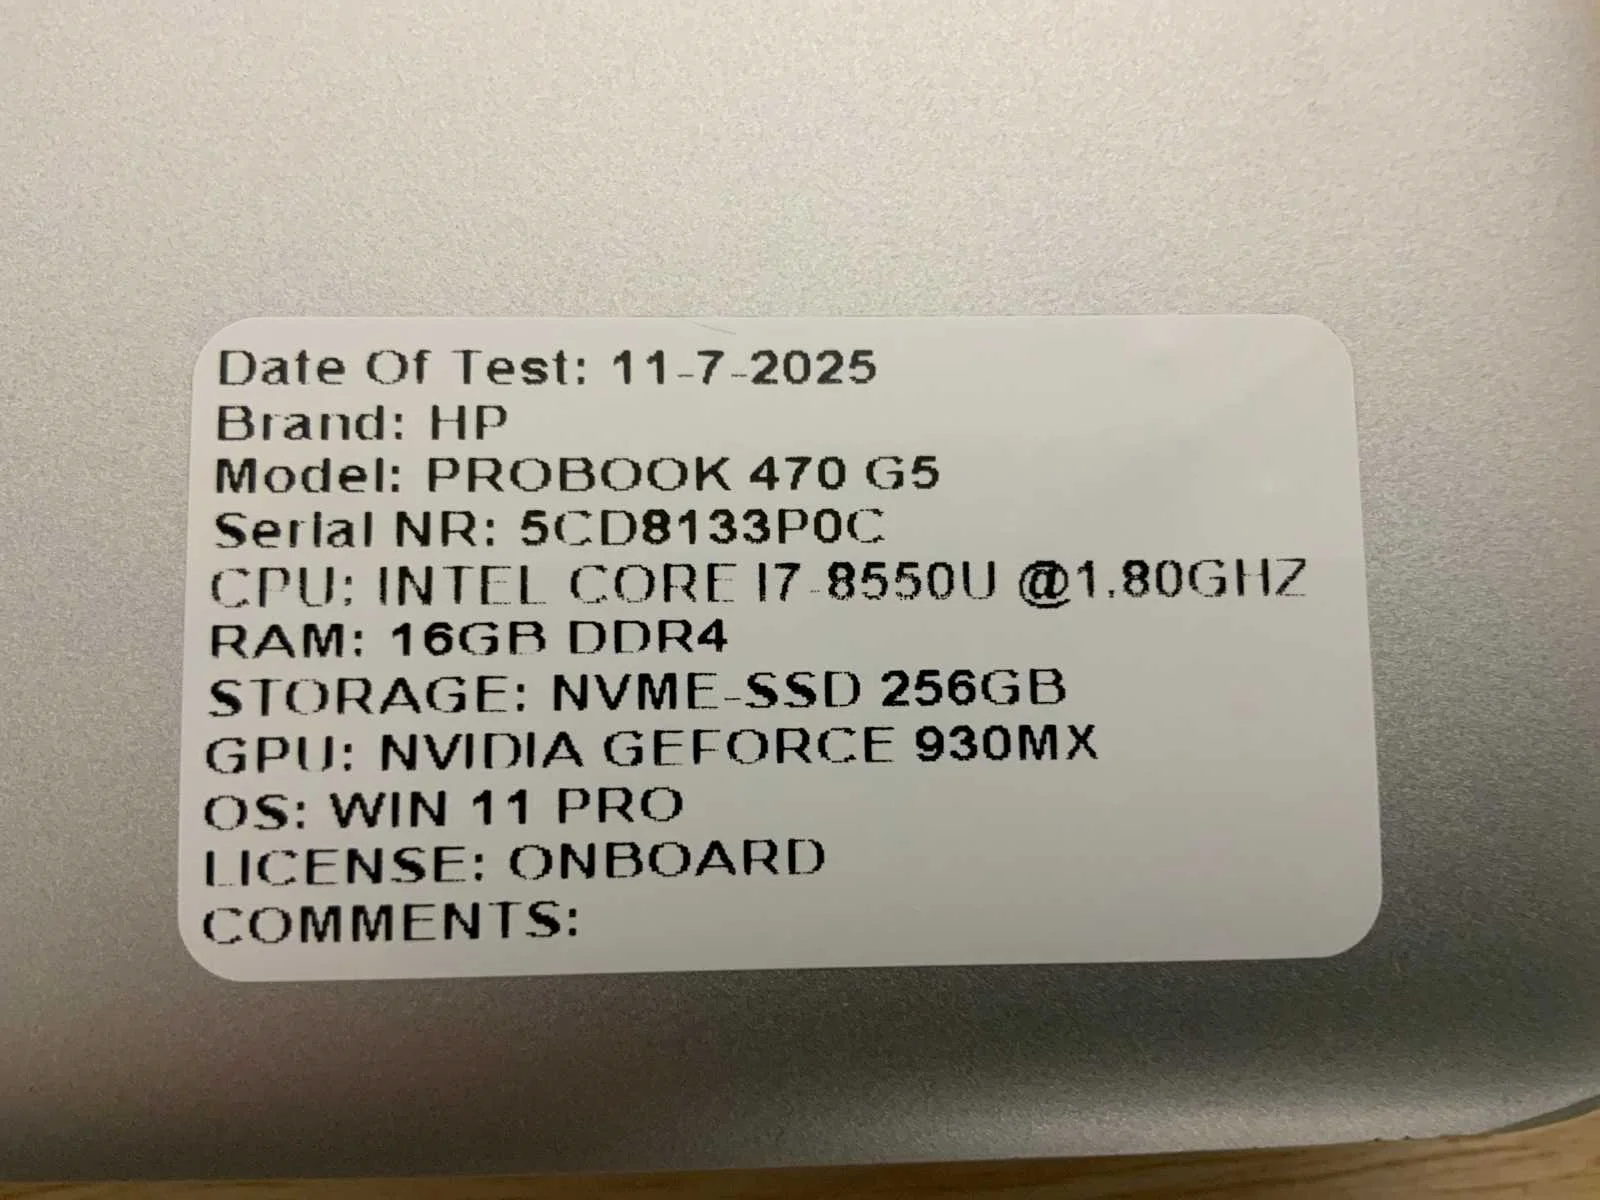 Date Of Test: 11-7-2025
Brand: HP
Model: PROBOOK 470 G5
Serial NR: 5CD8133P0C
CPU: INTEL CORE I7-8550U @1.80GHZ
RAM: 16GB DDR4
STORAGE: NVME-SSD 256GB
GPU: NVIDIA GEFORCE 930MX
OS: WIN 11 PRO
LICENSE: ONBOARD
COMMENTS: